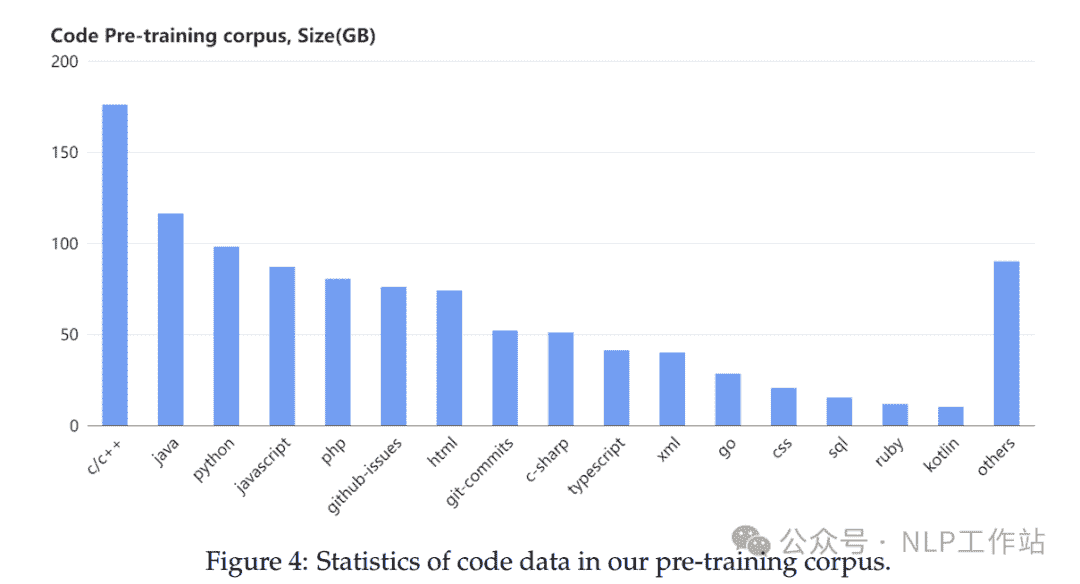 Code Pre-training corpus, Size(GB)
200
150
100
50
0
c/c++
java
python
javascript
php
github-issues
html
git-commits
c-sharp
typescript
xml
go
css
sql
ruby
kotlin
others
公众号 · NLP工作站
Figure 4: Statistics of code data in our pre-training corpus.